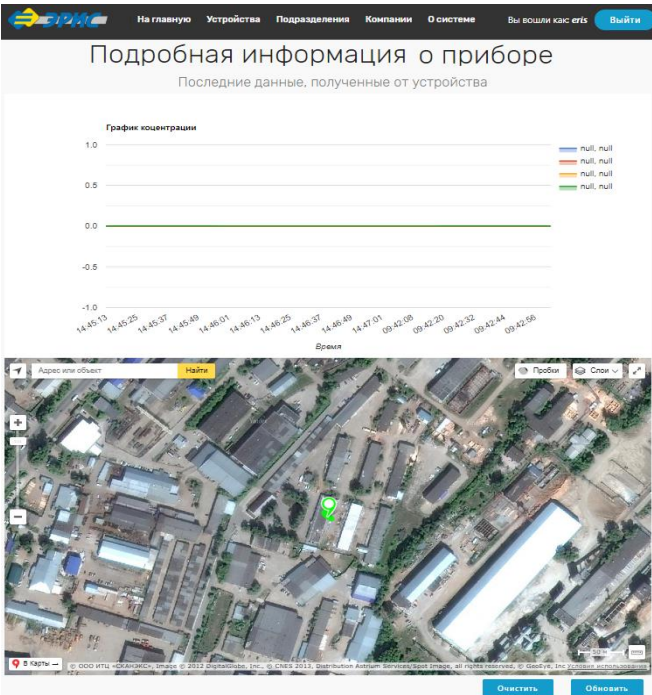 ЭРИС
На главную Устройства Подразделения Компании О системе Вы вошли как: eris Выйти
Подробная информация о приборе
Последние данные, полученные от устройства
График коцентрации
1.0
0.5
0.0
-0.5
-1.0
null, null
null, null
null, null
null, null
14:45:13 14:45:25 14:45:37 14:45:49 14:46:01 14:46:13 14:46:25 14:46:37 14:46:49 14:47:01 09:42:08 09:42:20 09:42:32 09:42:44 09:42:56
Время
Адрес или объект Найти Пробки Слои
В Карты
© ООО ИТЦ «СКАНЭКС», Image © 2012 DigitalGlobe, Inc., © CNES 2013, Distribution Astrium Services/Spot Image, all rights reserved, © GeoEye, Inc Условия использования
Очистить Обновить